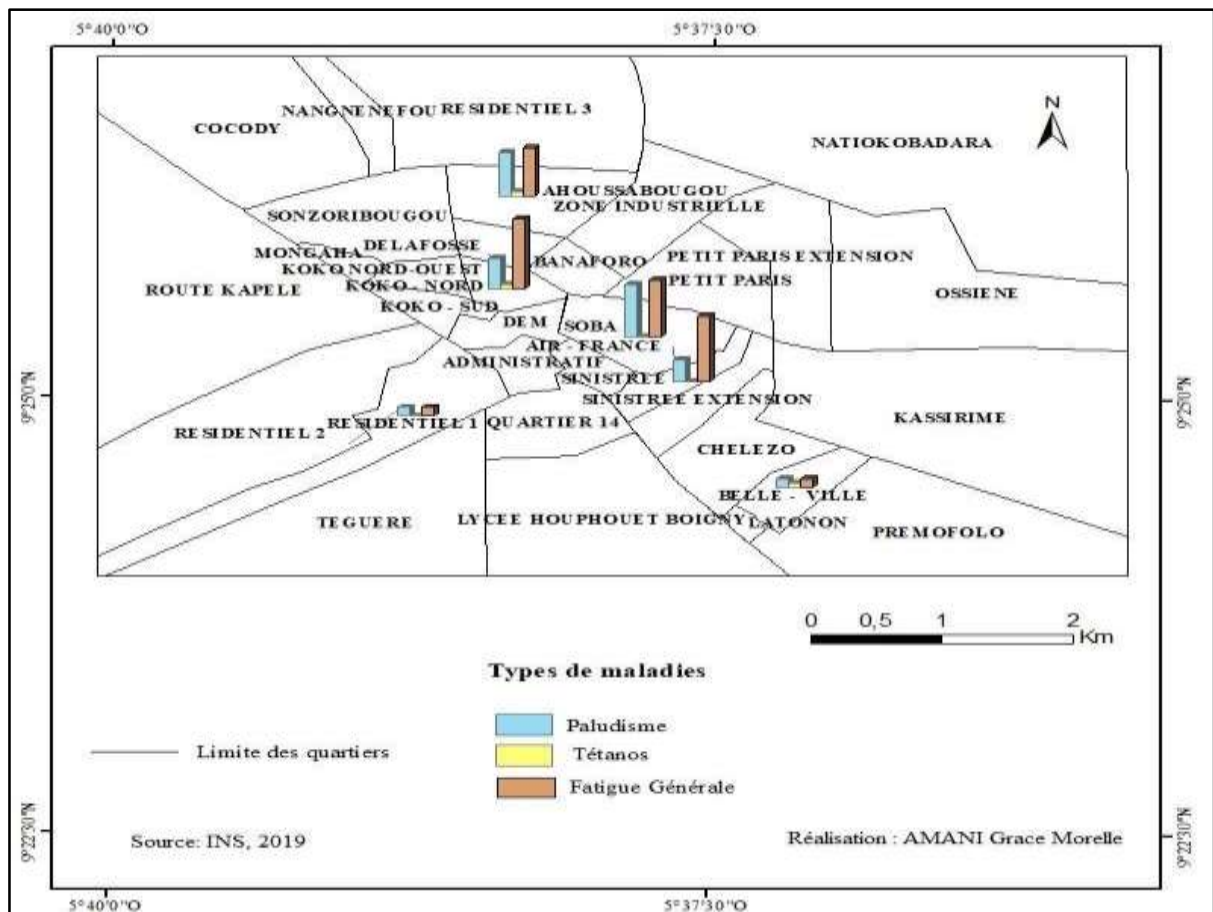 5°40'0"O 5°37'30"O
N
NANGNENEFOU RESIDENTIEL 3
COCODY
NATIOKOBADARA
AHOUSSABOUGOU
ZONE INDUSTRIELLE
SONZORIBOUGOU
DELAFOSSE
MONGAHA
BANAFORO
PETIT PARIS EXTENSION
KOKO NORD-OUEST
PETIT PARIS
KOKO - NORD
ROUTE KAPELE
OSSIENE
KOKO - SUD
DEM
SOBA
AIR - FRANCE
ADMINISTRATIF
SINISTREE
SINISTREE EXTENSION
9°25'0"N
9°25'0"N
KASSIRIME
RESIDENTIEL 1 QUARTIER 14
RESIDENTIEL 2
CHELEZO
BELLE - VILLE
TEGUERE
LYCEE HOUPHOUET BOIGNY
LATONON
PREMOFOLO
0 0,5 1 2
Km
Types de maladies
Paludisme
Limite des quartiers
Tétanos
Fatigue Générale
9°22'30"N
9°22'30"N
Source: INS, 2019
Réalisation : AMANI Grace Morelle
5°40'0"O 5°37'30"O